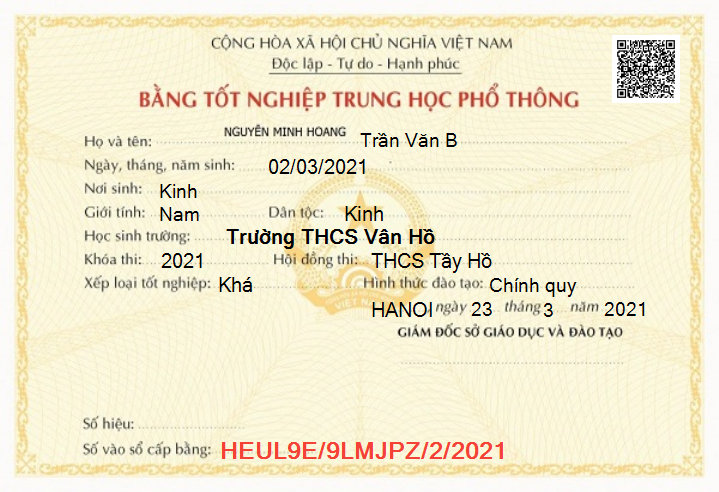 CỘNG HÒA XÃ HỘI CHỦ NGHĨA VIỆT NAM
Độc lập - Tự do - Hạnh phúc
BẰNG TỐT NGHIỆP TRUNG HỌC PHỔ THÔNG
Họ và tên: NGUYỄN MINH HOANG Trần Văn B
Ngày, tháng, năm sinh: 02/03/2021
Nơi sinh: Kinh
Giới tính: Nam Dân tộc: Kinh
Học sinh trường: Trường THCS Vân Hồ
Khóa thi: 2021 Hội đồng thi: THCS Tây Hồ
Xếp loại tốt nghiệp: Khá Hình thức đào tạo: Chính quy
HANOI ngày 23 tháng 3 năm 2021
GIÁM ĐỐC SỞ GIÁO DỤC VÀ ĐÀO TẠO
VIỆT NAM
Số hiệu:
Số vào sổ cấp bằng: HEUL9E/9LMJPZ/2/2021